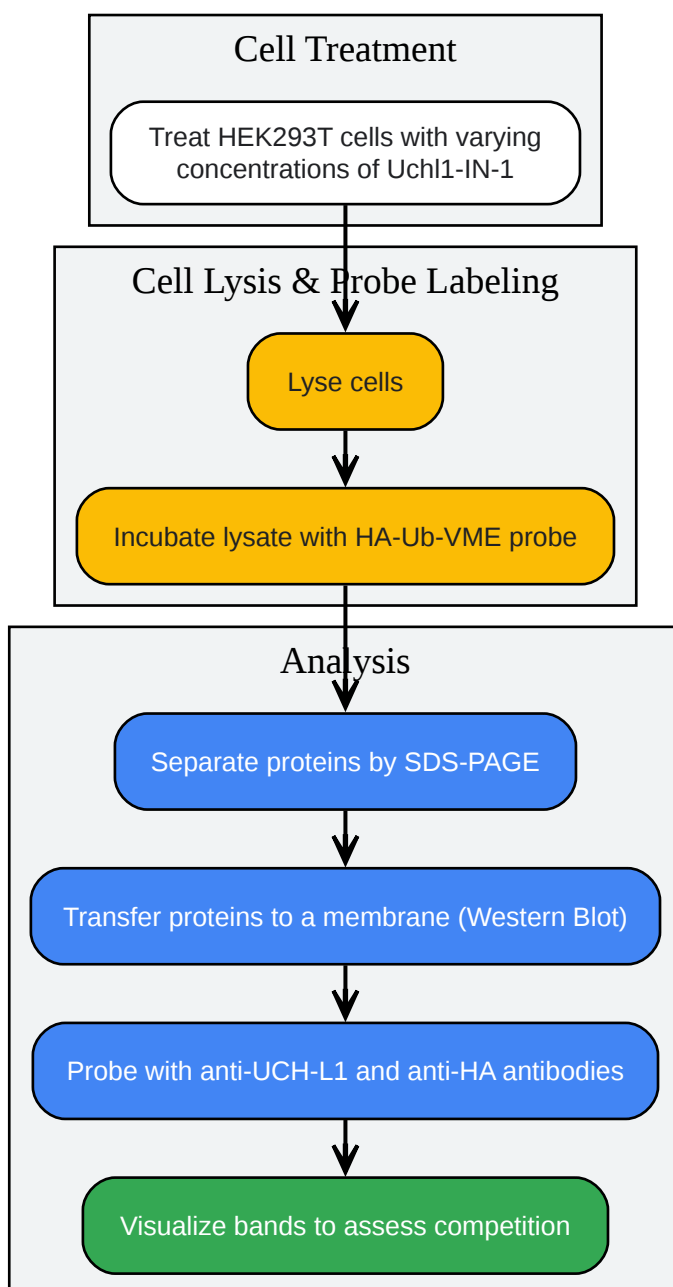 Cell Treatment
Treat HEK293T cells with varying
concentrations of Uchl1-IN-1
Cell Lysis & Probe Labeling
Lyse cells
Incubate lysate with HA-Ub-VME probe
Analysis
Separate proteins by SDS-PAGE
Transfer proteins to a membrane (Western Blot)
Probe with anti-UCH-L1 and anti-HA antibodies
Visualize bands to assess competition